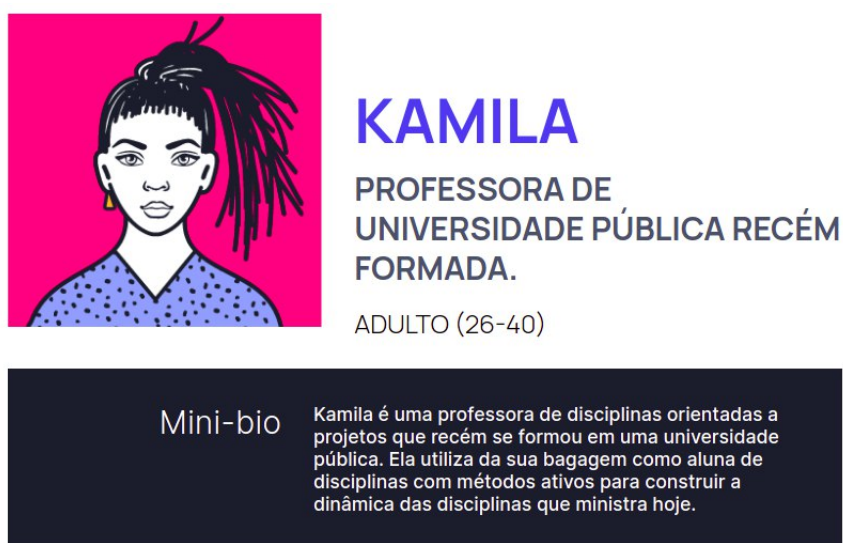 KAMILA
PROFESSORA DE
UNIVERSIDADE PÚBLICA RECÉM
FORMADA.
ADULTO (26-40)
Mini-bio
Kamila é uma professora de disciplinas orientadas a
projetos que recém se formou em uma universidade
pública. Ela utiliza da sua bagagem como aluna de
disciplinas com métodos ativos para construir a
dinâmica das disciplinas que ministra hoje.